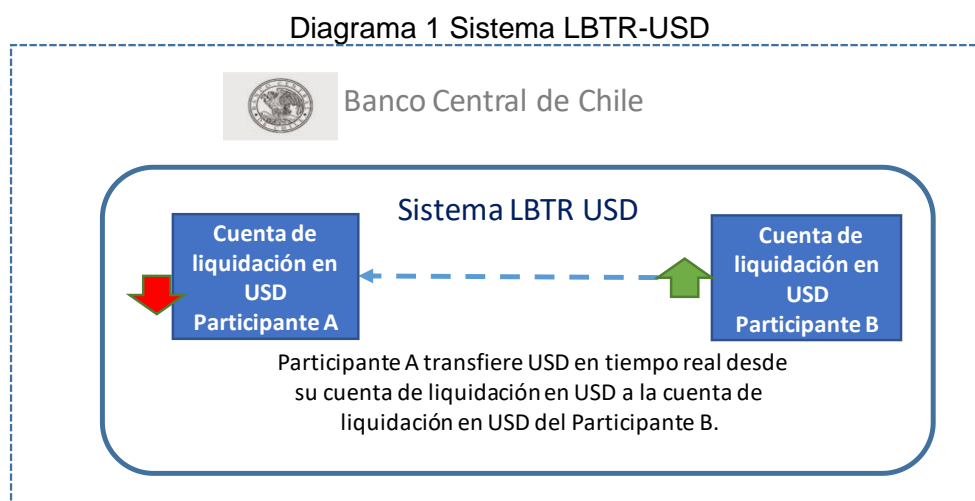 Diagrama 1 Sistema LBTR-USD
Banco Central de Chile
Sistema LBTR USD
Cuenta de
liquidación en
USD
Participante A
Cuenta de
liquidación en
USD
Participante B
Participante A transfiere USD en tiempo real desde
su cuenta de liquidación en USD a la cuenta de
liquidación en USD del Participante B.